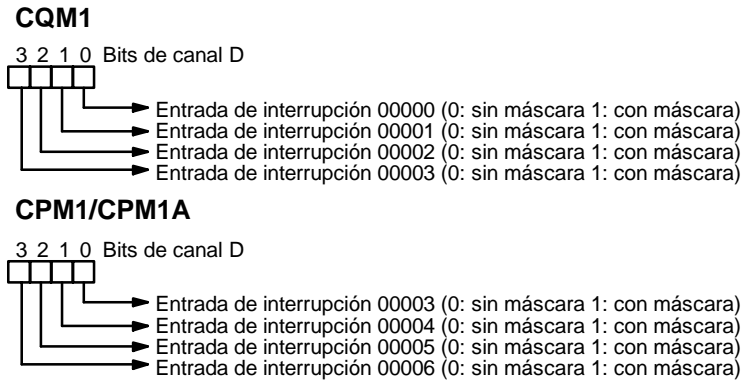 CQM1
3 2 1 0 Bits de canal D
Entrada de interrupción 00000 (0: sin máscara 1: con máscara)
Entrada de interrupción 00001 (0: sin máscara 1: con máscara)
Entrada de interrupción 00002 (0: sin máscara 1: con máscara)
Entrada de interrupción 00003 (0: sin máscara 1: con máscara)
CPM1/CPM1A
3 2 1 0 Bits de canal D
Entrada de interrupción 00003 (0: sin máscara 1: con máscara)
Entrada de interrupción 00004 (0: sin máscara 1: con máscara)
Entrada de interrupción 00005 (0: sin máscara 1: con máscara)
Entrada de interrupción 00006 (0: sin máscara 1: con máscara)